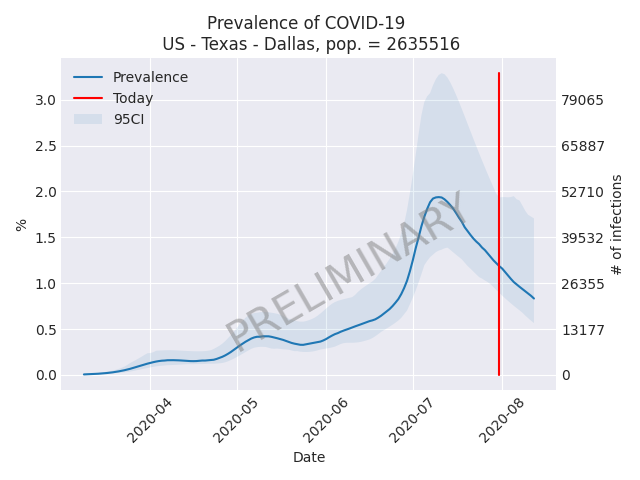 Prevalence of COVID-19
US - Texas - Dallas, pop. = 2635516
Prevalence
Today
95CI
3.0
2.5
2.0
1.5
1.0
0.5
0.0
%
79065
65887
52710
39532
26355
13177
0
# of infections
PRELIMINARY
2020-04
2020-05
2020-06
2020-07
2020-08
Date